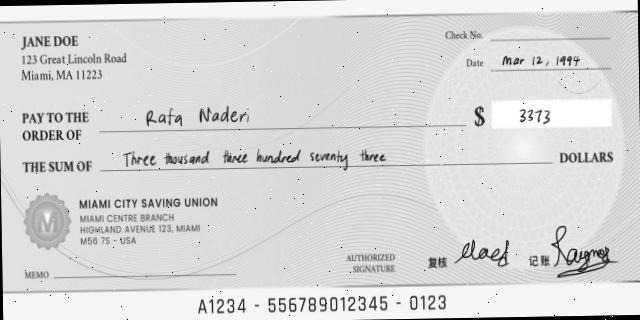 JANE DOE
123 Great Lincoln Road
Miami, MA 11223
Check No.
Date Mar 12, 1994
PAY TO THE
ORDER OF Rafa Naderi
$ 3373
THE SUM OF Three thousand three hundred seventy three DOLLARS
MIAMI CITY SAVING UNION
MIAMI CENTRE BRANCH
HIGHLAND AVENUE 123, MIAMI
M56 7S - USA
M
MEMO
AUTHORIZED
SIGNATURE
复核
记账
A1234 - 556789012345 - 0123